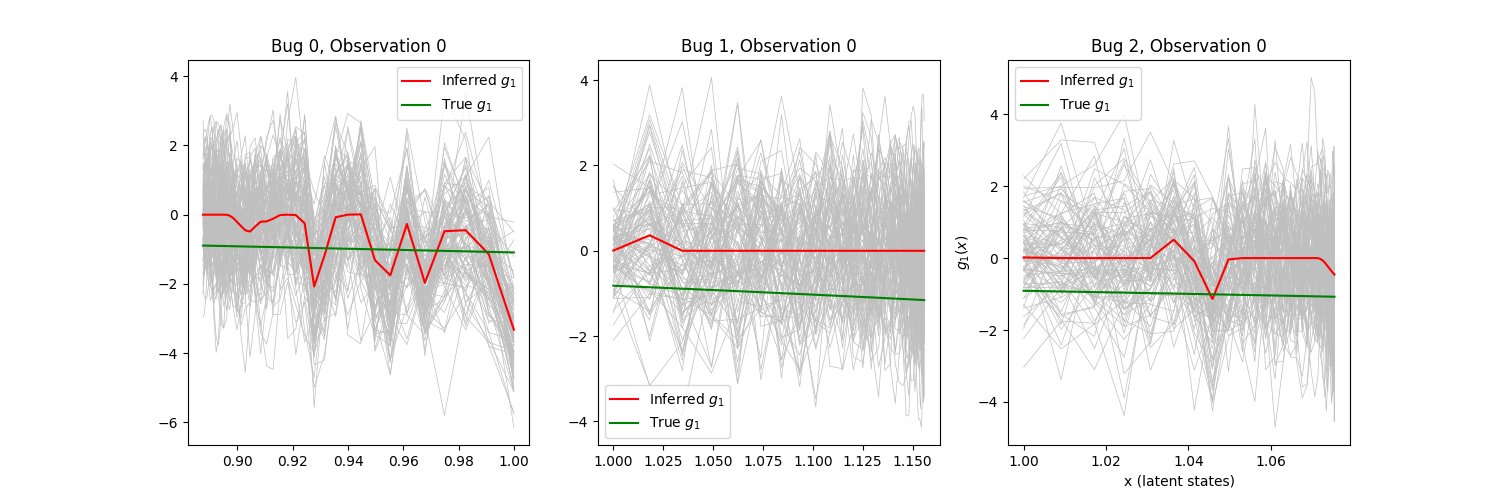 Bug 0, Observation 0
Inferred g₁
True g₁
4
2
0
−2
−4
−6
0.90 0.92 0.94 0.96 0.98 1.00
Bug 1, Observation 0
4
2
0
−2
−4
Inferred g₁
True g₁
1.000 1.025 1.050 1.075 1.100 1.125 1.150
Bug 2, Observation 0
Inferred g₁
True g₁
g₁(x)
4
2
0
−2
−4
1.00 1.02 1.04 1.06
x (latent states)